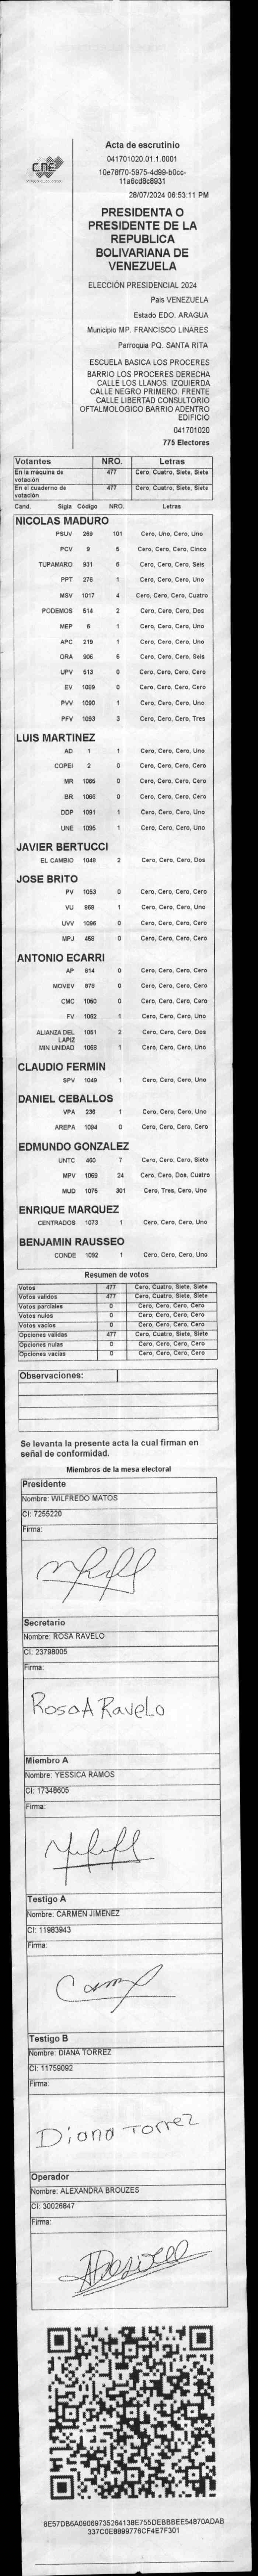 CNE
Acta de escrutinio
041701020.01.1.0001
10e78f70-5975-4d99-b0cc-
11a6cd8c6931
28/07/2024 06:53:11 PM
PRESIDENTA O
PRESIDENTE DE LA
REPUBLICA
BOLIVARIANA DE
VENEZUELA
ELECCIÓN PRESIDENCIAL 2024
Pais VENEZUELA
Estado EDO. ARAGUA
Municipio MP. FRANCISCO LINARES
Parroquia PQ. SANTA RITA
ESCUELA BASICA LOS PROCERES
BARRIO LOS PROCERES DERECHA
CALLE LOS LLANOS. IZQUIERDA
CALLE NEGRO PRIMERO. FRENTE
CALLE LIBERTAD CONSULTORIO
OFTALMOLOGICO BARRIO ADENTRO
EDIFICIO
041701020
775 Electores
Votantes NRO. Letras
En la máquina de votación 477 Cero, Cuatro, Siete, Siete
En el cuaderno de votación 477 Cero, Cuatro, Siete, Siete
Cand. Sigla Código NRO. Letras
NICOLAS MADURO
PSUV 269 101 Cero, Uno, Cero, Uno
PCV 9 5 Cero, Cero, Cero, Cinco
TUPAMARO 931 6 Cero, Cero, Cero, Seis
PPT 276 1 Cero, Cero, Cero, Uno
MSV 1017 4 Cero, Cero, Cero, Cuatro
PODEMOS 514 2 Cero, Cero, Cero, Dos
MEP 6 1 Cero, Cero, Cero, Uno
APC 219 1 Cero, Cero, Cero, Uno
ORA 906 6 Cero, Cero, Cero, Seis
UPV 513 0 Cero, Cero, Cero, Cero
EV 1089 0 Cero, Cero, Cero, Cero
PVV 1090 1 Cero, Cero, Cero, Uno
PFV 1093 3 Cero, Cero, Cero, Tres
LUIS MARTINEZ
AD 1 1 Cero, Cero, Cero, Uno
COPEI 2 0 Cero, Cero, Cero, Cero
MR 1065 0 Cero, Cero, Cero, Cero
BR 1066 0 Cero, Cero, Cero, Cero
DDP 1091 1 Cero, Cero, Cero, Uno
UNE 1095 1 Cero, Cero, Cero, Uno
JAVIER BERTUCCI
EL CAMBIO 1048 2 Cero, Cero, Cero, Dos
JOSE BRITO
PV 1053 0 Cero, Cero, Cero, Cero
VU 868 1 Cero, Cero, Cero, Uno
UVV 1096 0 Cero, Cero, Cero, Cero
MPJ 458 0 Cero, Cero, Cero, Cero
ANTONIO ECARRI
AP 814 0 Cero, Cero, Cero, Cero
MOVEV 878 0 Cero, Cero, Cero, Cero
CMC 1050 0 Cero, Cero, Cero, Cero
FV 1062 1 Cero, Cero, Cero, Uno
ALIANZA DEL LAPIZ 1051 2 Cero, Cero, Cero, Dos
MIN UNIDAD 1068 1 Cero, Cero, Cero, Uno
CLAUDIO FERMIN
SPV 1049 1 Cero, Cero, Cero, Uno
DANIEL CEBALLOS
VPA 236 1 Cero, Cero, Cero, Uno
AREPA 1094 0 Cero, Cero, Cero, Cero
EDMUNDO GONZALEZ
UNTC 460 7 Cero, Cero, Cero, Siete
MPV 1069 24 Cero, Cero, Dos, Cuatro
MUD 1075 301 Cero, Tres, Cero, Uno
ENRIQUE MARQUEZ
CENTRADOS 1073 1 Cero, Cero, Cero, Uno
BENJAMIN RAUSSEO
CONDE 1092 1 Cero, Cero, Cero, Uno
Resumen de votos
Votos 477 Cero, Cuatro, Siete, Siete
Votos validos 477 Cero, Cuatro, Siete, Siete
Votos parciales 0 Cero, Cero, Cero, Cero
Votos nulos 0 Cero, Cero, Cero, Cero
Votos vacios 0 Cero, Cero, Cero, Cero
Opciones validas 477 Cero, Cuatro, Siete, Siete
Opciones nulas 0 Cero, Cero, Cero, Cero
Opciones vacias 0 Cero, Cero, Cero, Cero
Observaciones:
Se levanta la presente acta la cual firman en
señal de conformidad.
Miembros de la mesa electoral
Presidente
Nombre: WILFREDO MATOS
CI: 7255220
Firma:
Secretario
Nombre: ROSA RAVELO
CI: 23798005
Firma:
RosaA Ravelo
Miembro A
Nombre: YESSICA RAMOS
CI: 17348605
Firma:
Testigo A
Nombre: CARMEN JIMENEZ
CI: 11983943
Firma:
Testigo B
Nombre: DIANA TORREZ
CI: 11759092
Firma:
Diana Torrez
Operador
Nombre: ALEXANDRA BROUZES
CI: 30026847
Firma:
8E57DB6A09069735264138E755DEBBBEE54870ADAB
337C0E8899776CF4E7F301